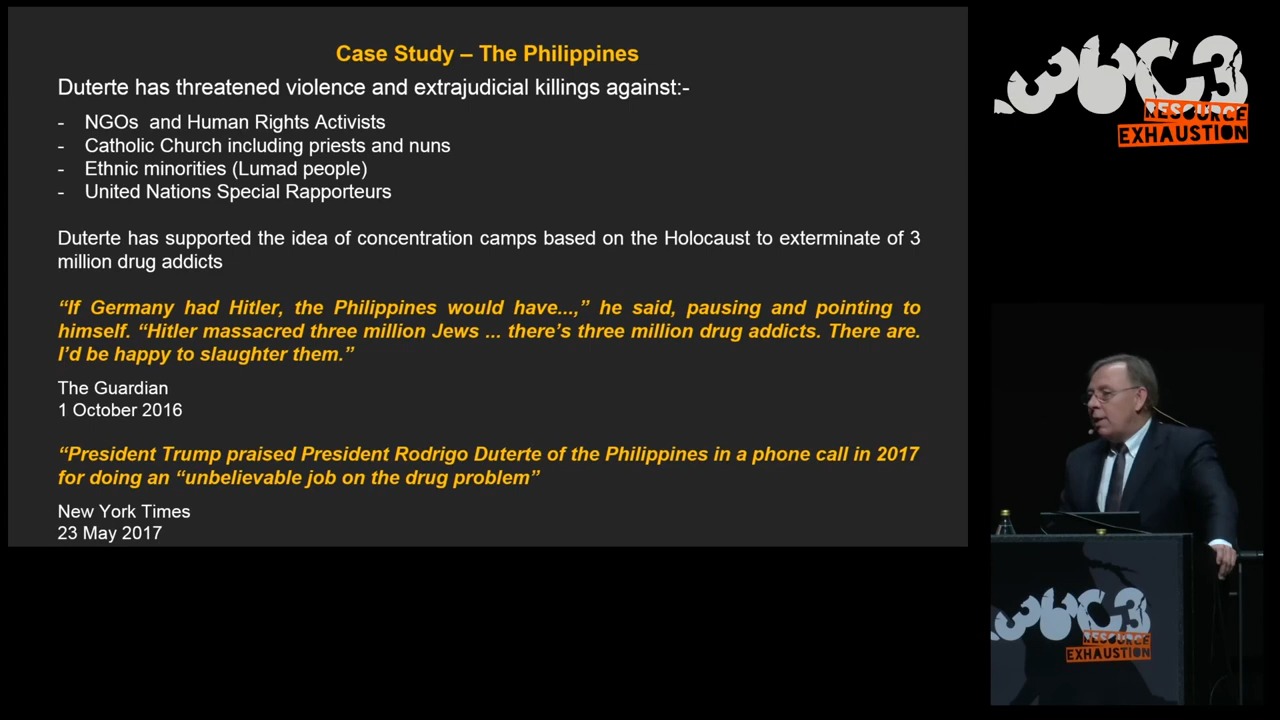 Case Study – The Philippines
Duterte has threatened violence and extrajudicial killings against:-
- NGOs and Human Rights Activists
- Catholic Church including priests and nuns
- Ethnic minorities (Lumad people)
- United Nations Special Rapporteurs
Duterte has supported the idea of concentration camps based on the Holocaust to exterminate of 3
million drug addicts
“If Germany had Hitler, the Philippines would have...,” he said, pausing and pointing to
himself. “Hitler massacred three million Jews ... there’s three million drug addicts. There are.
I’d be happy to slaughter them.”
The Guardian
1 October 2016
“President Trump praised President Rodrigo Duterte of the Philippines in a phone call in 2017
for doing an “unbelievable job on the drug problem”
New York Times
23 May 2017
36C3
RESOURCE
EXHAUSTION
36C3
RESOURCE
EXHAUSTION